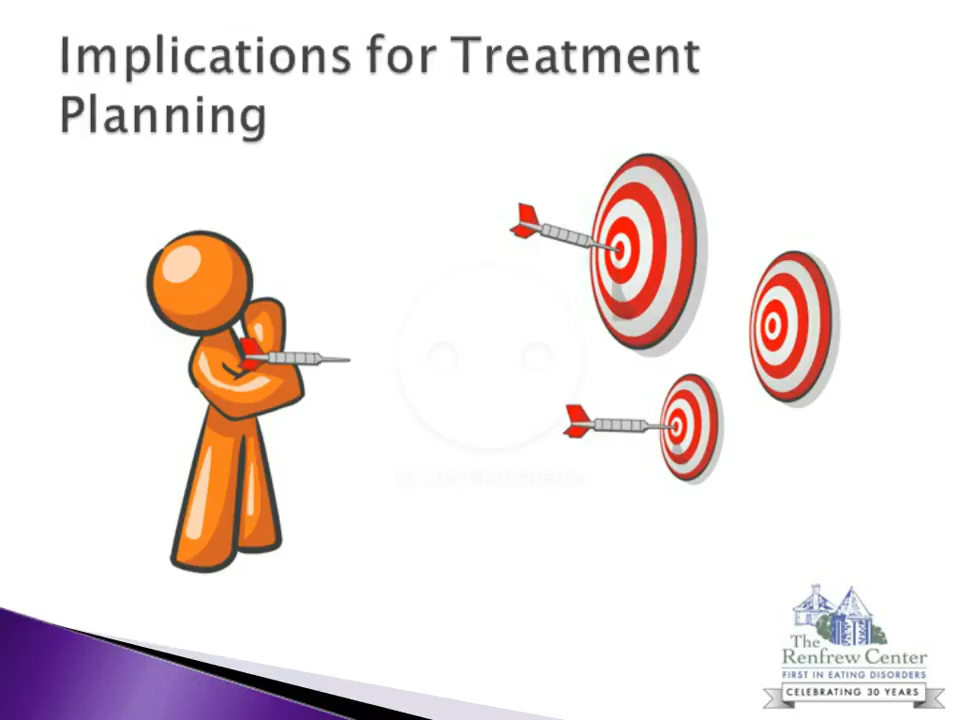 Implications for Treatment
Planning
The
Renfrew Center
FIRST IN EATING DISORDERS
CELEBRATING 30 YEARS